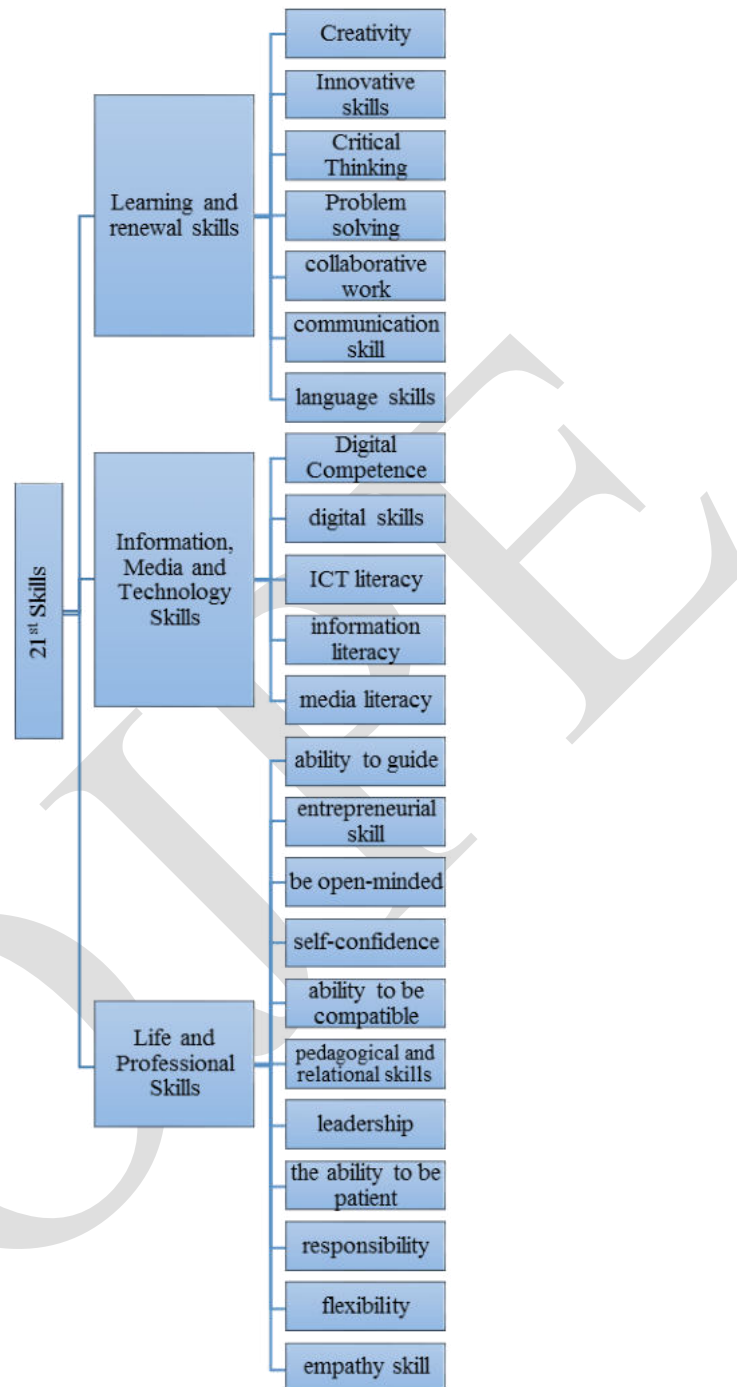 21st Skills
Learning and
renewal skills
Creativity
Innovative
skills
Critical
Thinking
Problem
solving
collaborative
work
communication
skill
language skills
Information,
Media and
Technology
Skills
Digital
Competence
digital skills
ICT literacy
information
literacy
media literacy
Life and
Professional
Skills
ability to guide
entrepreneurial
skill
be open-minded
self-confidence
ability to be
compatible
pedagogical and
relational skills
leadership
the ability to be
patient
responsibility
flexibility
empathy skill